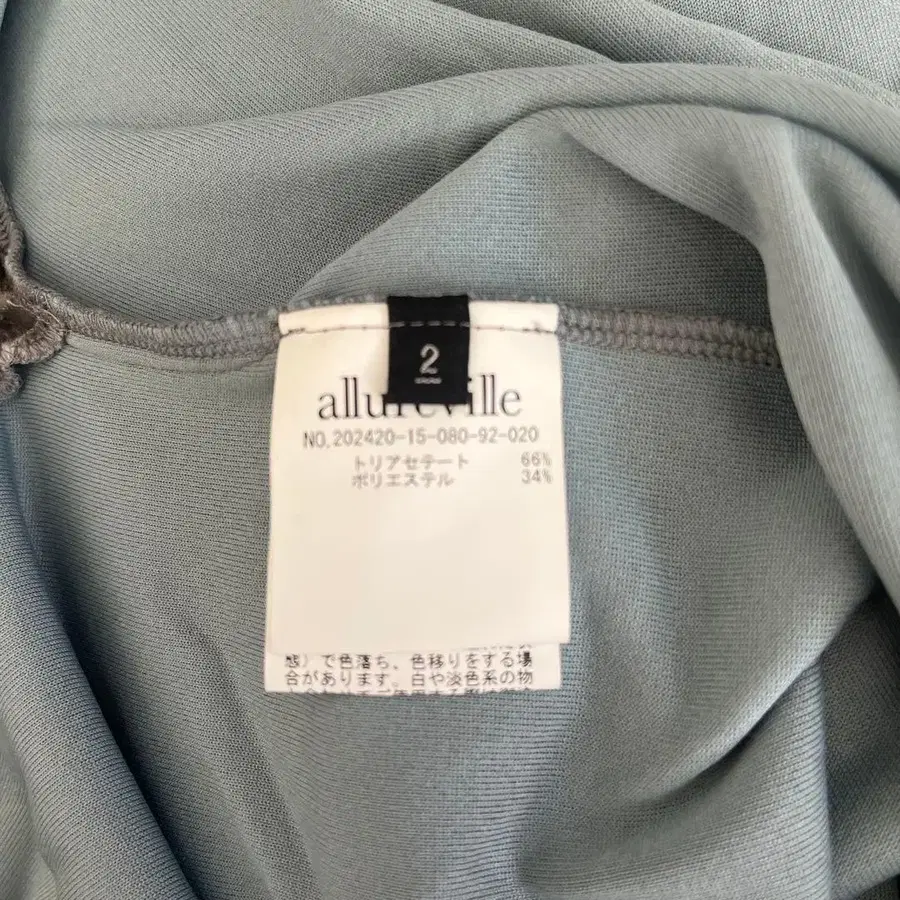 2
allureville
NO.202420-15-080-92-020
トリアセテート 66%
ポリエステル 34%
態）で色落ち、色移りをする場
合があります。白や淡色系の物